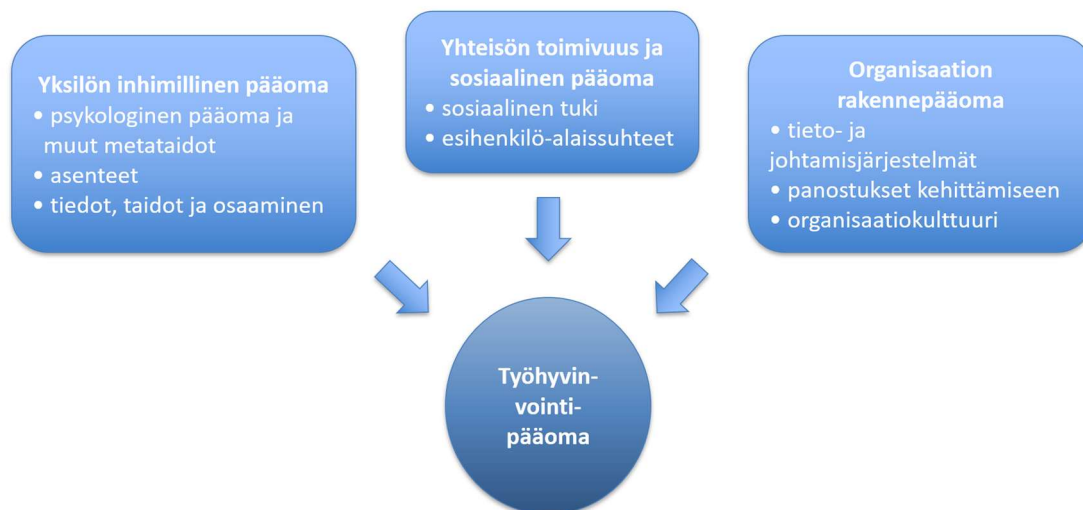 Yksilön inhimillinen pääoma
• psykologinen pääoma ja
muut metataidot
• asenteet
• tiedot, taidot ja osaaminen
Yhteisön toimivuus ja
sosiaalinen pääoma
• sosiaalinen tuki
• esihenkilö-alaissuhteet
Organisaation
rakennepääoma
• tieto- ja
johtamisjärjestelmät
• panostukset kehittämiseen
• organisaatiokulttuuri
Työhyvin-
vointi-
pääoma